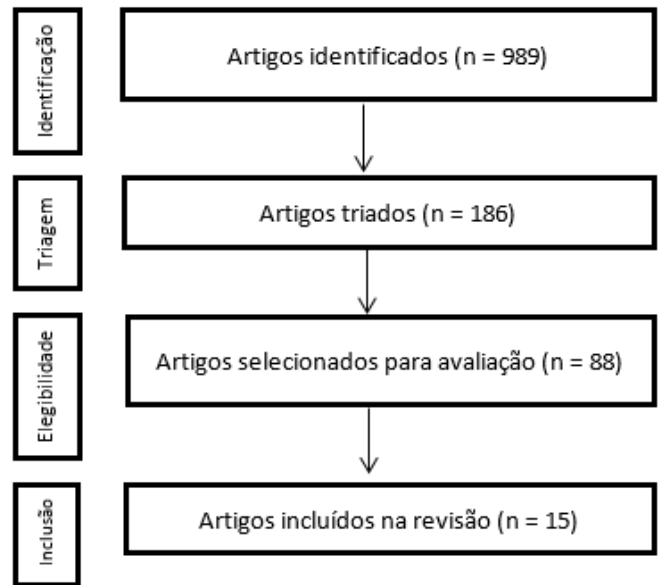 Identificação
Artigos identificados (n = 989)
Triagem
Artigos triados (n = 186)
Elegibilidade
Artigos selecionados para avaliação (n = 88)
Inclusão
Artigos incluídos na revisão (n = 15)